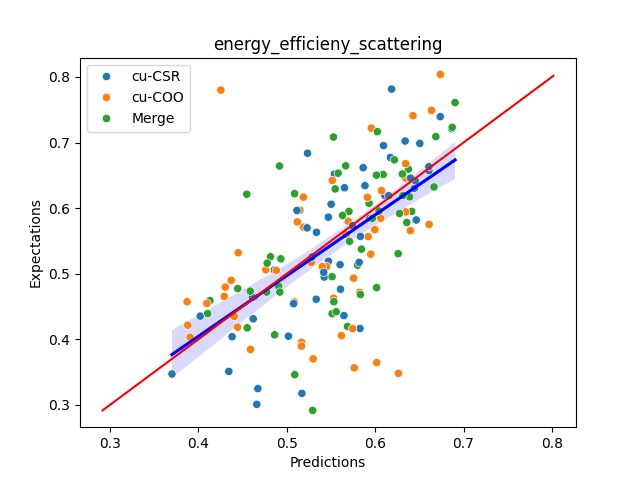 energy_efficieny_scattering
cu-CSR
cu-COO
Merge
Expectations
0.8
0.7
0.6
0.5
0.4
0.3
0.3 0.4 0.5 0.6 0.7 0.8
Predictions